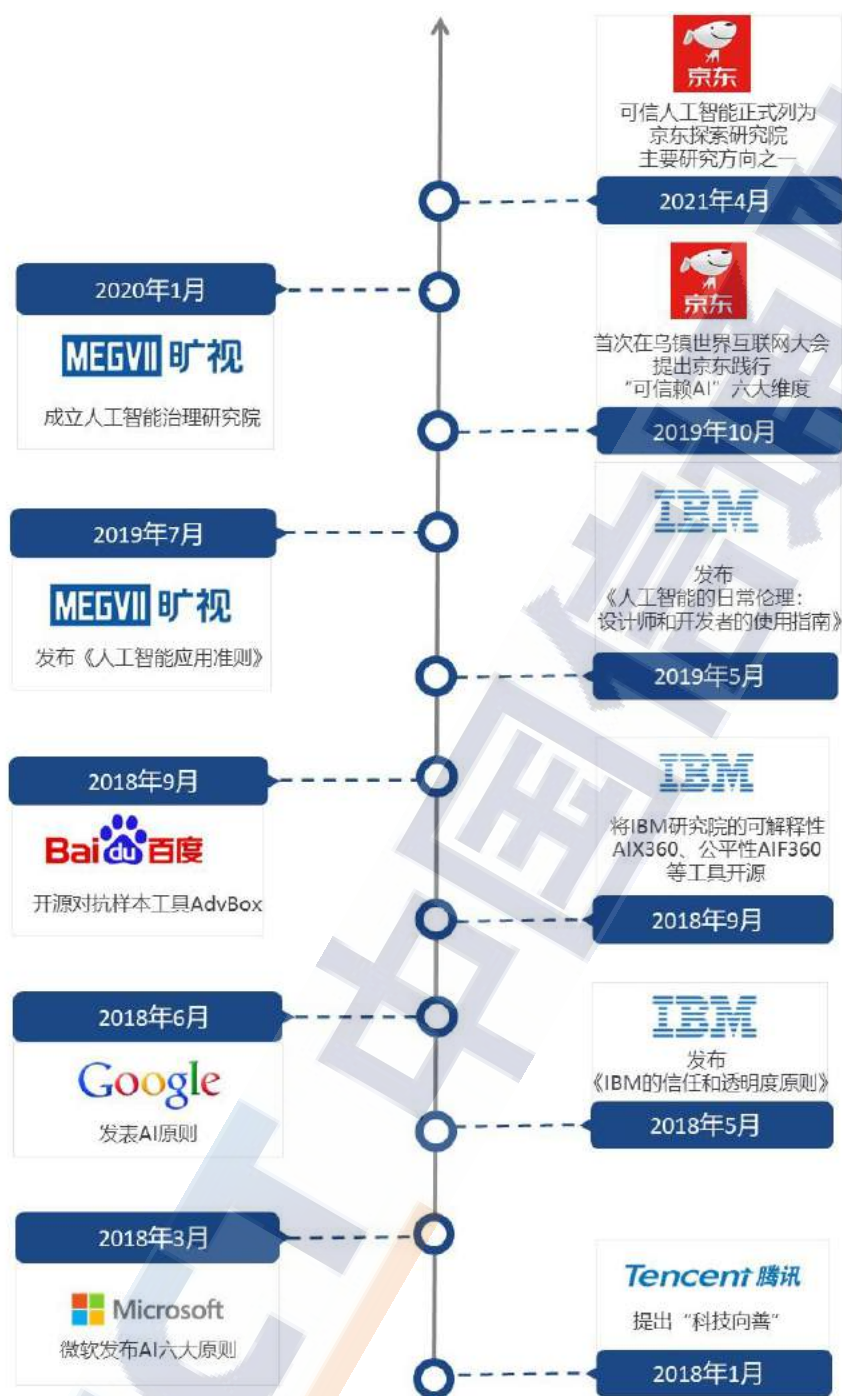 京东
可信人工智能正式列为
京东探索研究院
主要研究方向之一
2021年4月
2020年1月
MEGVII 旷视
成立人工智能治理研究院
京东
首次在乌镇世界互联网大会
提出京东践行
“可信赖AI”六大维度
2019年10月
2019年7月
MEGVII 旷视
发布《人工智能应用准则》
IBM
发布
《人工智能的日常伦理：
设计师和开发者的使用指南》
2019年5月
2018年9月
Baidu百度
开源对抗样本工具AdvBox
IBM
将IBM研究院的可解释性
AIX360、公平性AIF360
等工具开源
2018年9月
2018年6月
Google
发表AI原则
IBM
发布
《IBM的信任和透明度原则》
2018年5月
2018年3月
Microsoft
微软发布AI六大原则
Tencent 腾讯
提出“科技向善”
2018年1月
中国信通